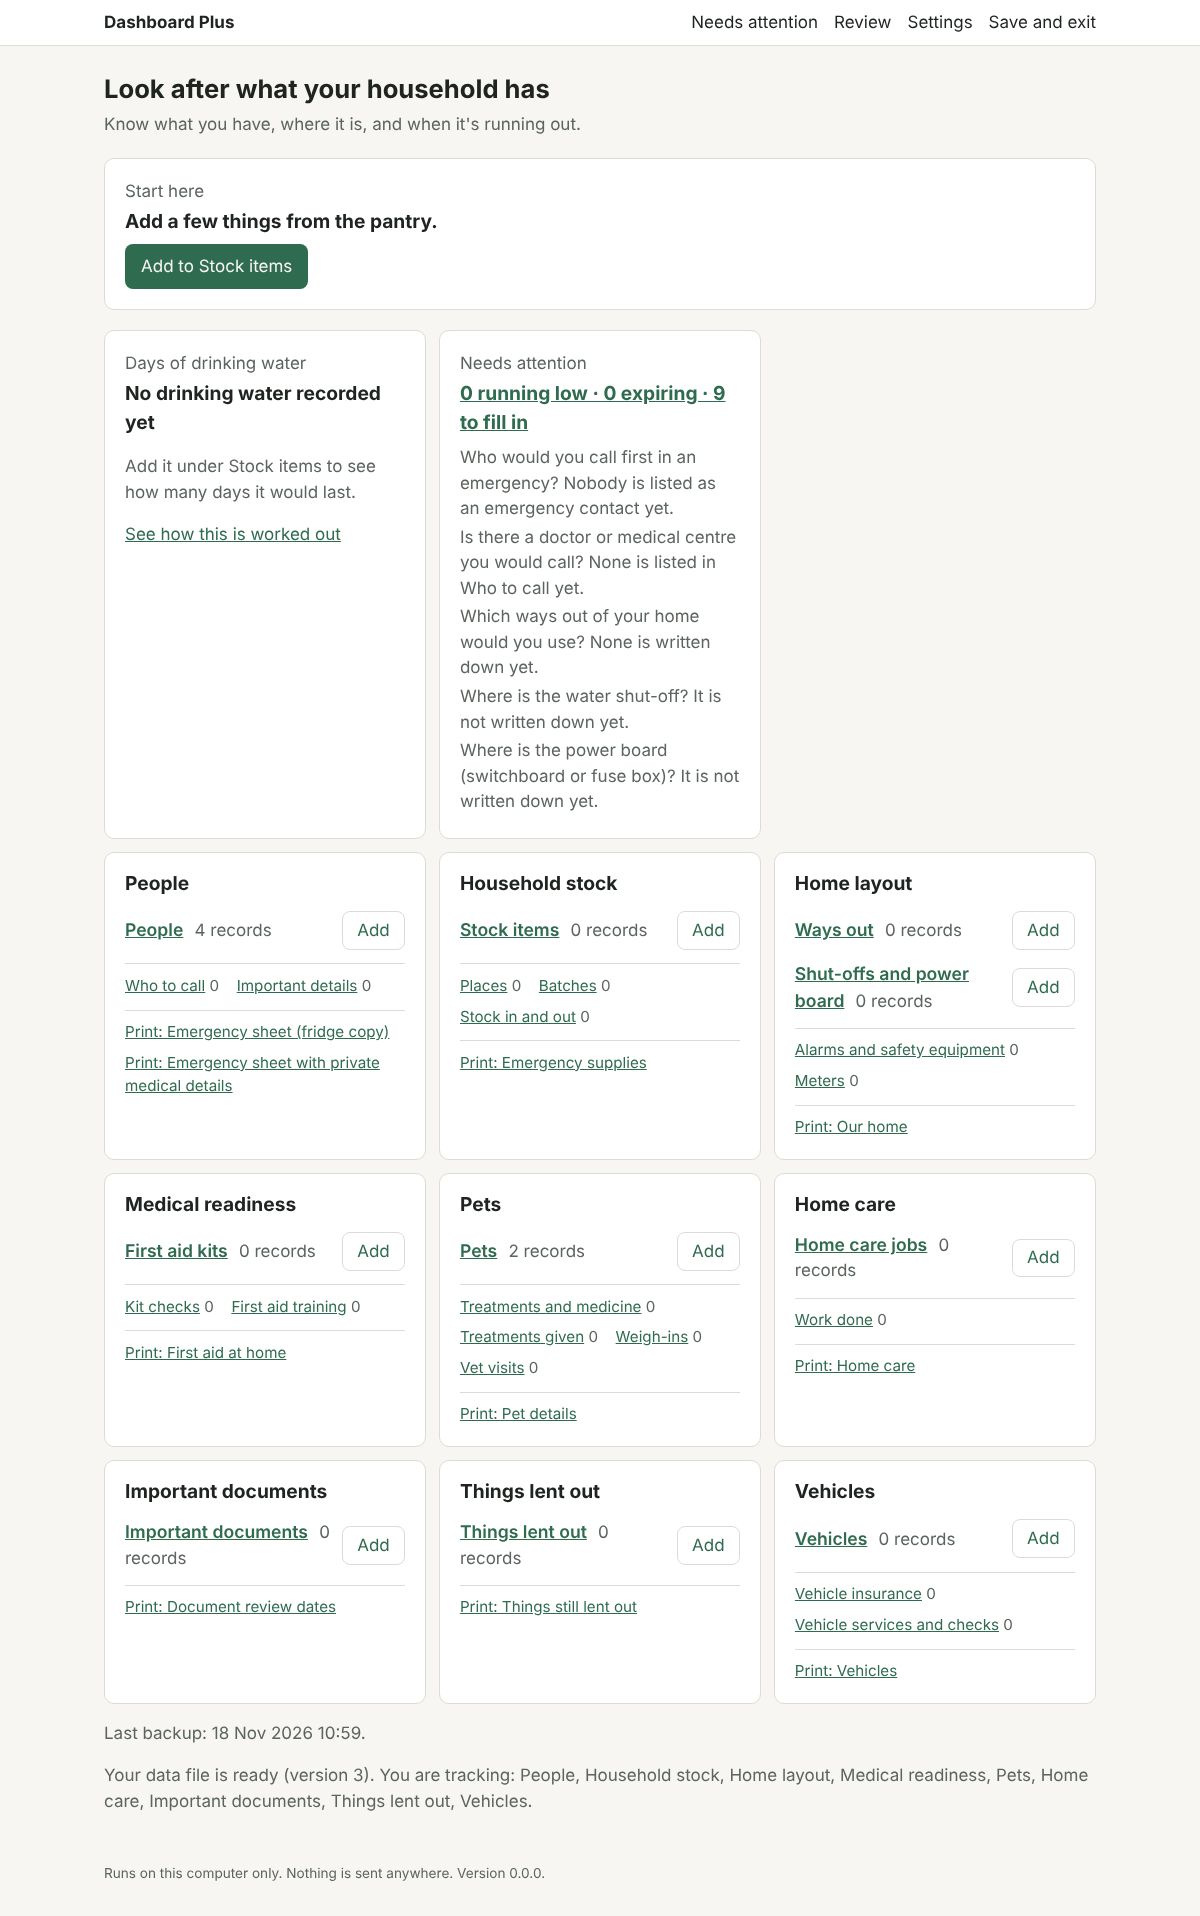 Dashboard Plus
Needs attention Review Settings Save and exit
Look after what your household has
Know what you have, where it is, and when it's running out.
Start here
Add a few things from the pantry.
Add to Stock items
Days of drinking water
No drinking water recorded
yet
Add it under Stock items to see
how many days it would last.
See how this is worked out
Needs attention
0 running low · 0 expiring · 9
to fill in
Who would you call first in an
emergency? Nobody is listed as
an emergency contact yet.
Is there a doctor or medical centre
you would call? None is listed in
Who to call yet.
Which ways out of your home
would you use? None is written
down yet.
Where is the water shut-off? It is
not written down yet.
Where is the power board
(switchboard or fuse box)? It is not
written down yet.
People
People 4 records Add
Who to call 0 Important details 0
Print: Emergency sheet (fridge copy)
Print: Emergency sheet with private
medical details
Household stock
Stock items 0 records Add
Places 0 Batches 0
Stock in and out 0
Print: Emergency supplies
Home layout
Ways out 0 records Add
Shut-offs and power
board 0 records Add
Alarms and safety equipment 0
Meters 0
Print: Our home
Medical readiness
First aid kits 0 records Add
Kit checks 0 First aid training 0
Print: First aid at home
Pets
Pets 2 records Add
Treatments and medicine 0
Treatments given 0 Weigh-ins 0
Vet visits 0
Print: Pet details
Home care
Home care jobs 0
records Add
Work done 0
Print: Home care
Important documents
Important documents 0
records Add
Print: Document review dates
Things lent out
Things lent out 0
records Add
Print: Things still lent out
Vehicles
Vehicles 0 records Add
Vehicle insurance 0
Vehicle services and checks 0
Print: Vehicles
Last backup: 18 Nov 2026 10:59.
Your data file is ready (version 3). You are tracking: People, Household stock, Home layout, Medical readiness, Pets, Home
care, Important documents, Things lent out, Vehicles.
Runs on this computer only. Nothing is sent anywhere. Version 0.0.0.